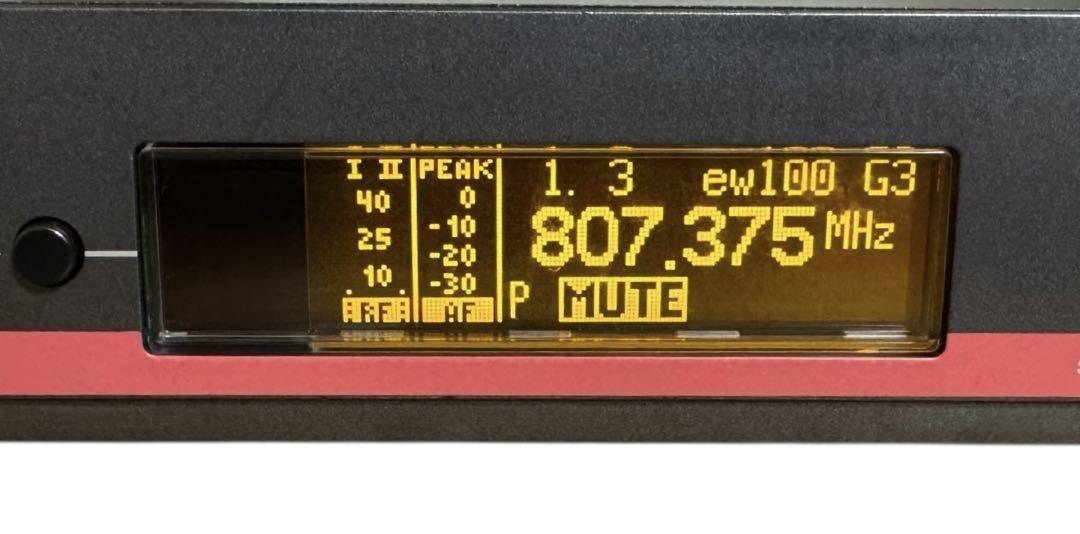 I II PEAK
1. 3 ew100 G3
40 0
25 -10
10 -20
-30
807.375 MHz
RF AF
P MUTE